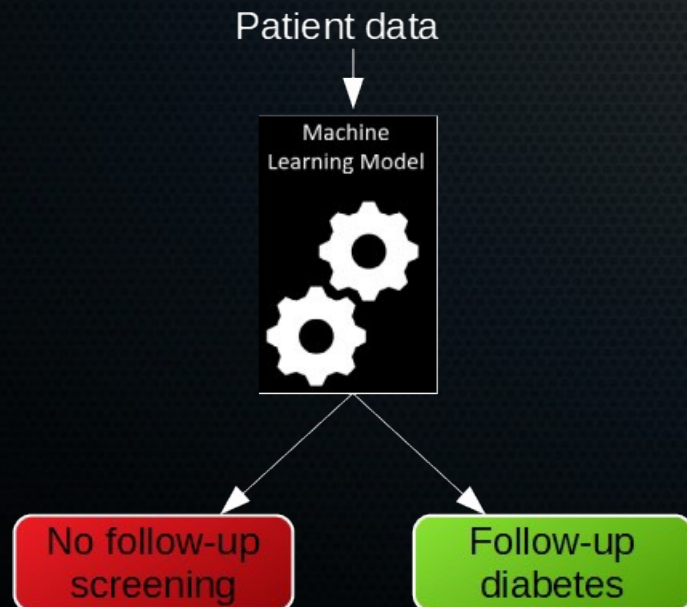 Patient data
Machine
Learning Model
No follow-up
screening
Follow-up
diabetes